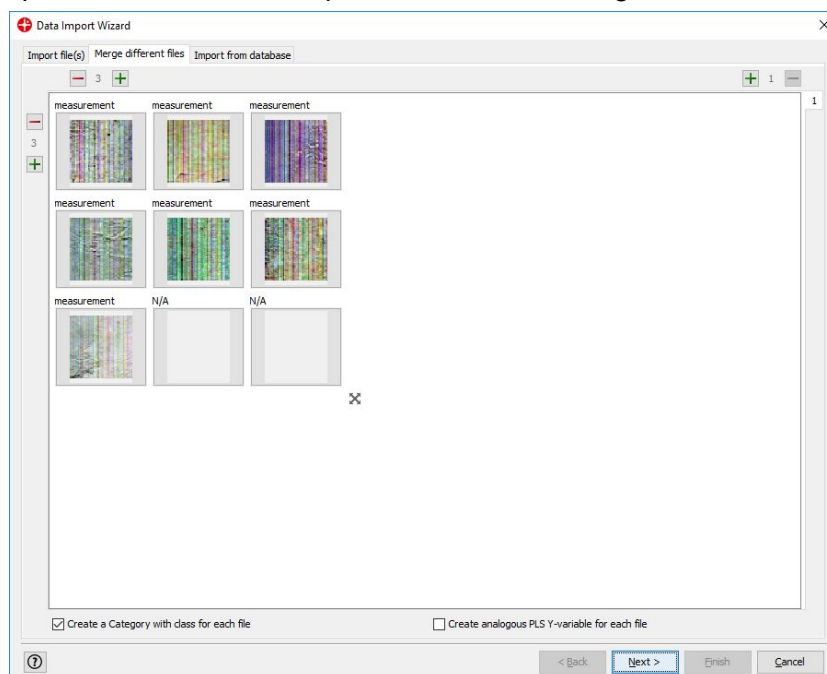 Data Import Wizard
Import file(s) Merge different files Import from database
3 1
1
measurement measurement measurement
3
measurement measurement measurement
measurement N/A N/A
Create a Category with class for each file Create analogous PLS Y-variable for each file
< Back Next > Finish Cancel